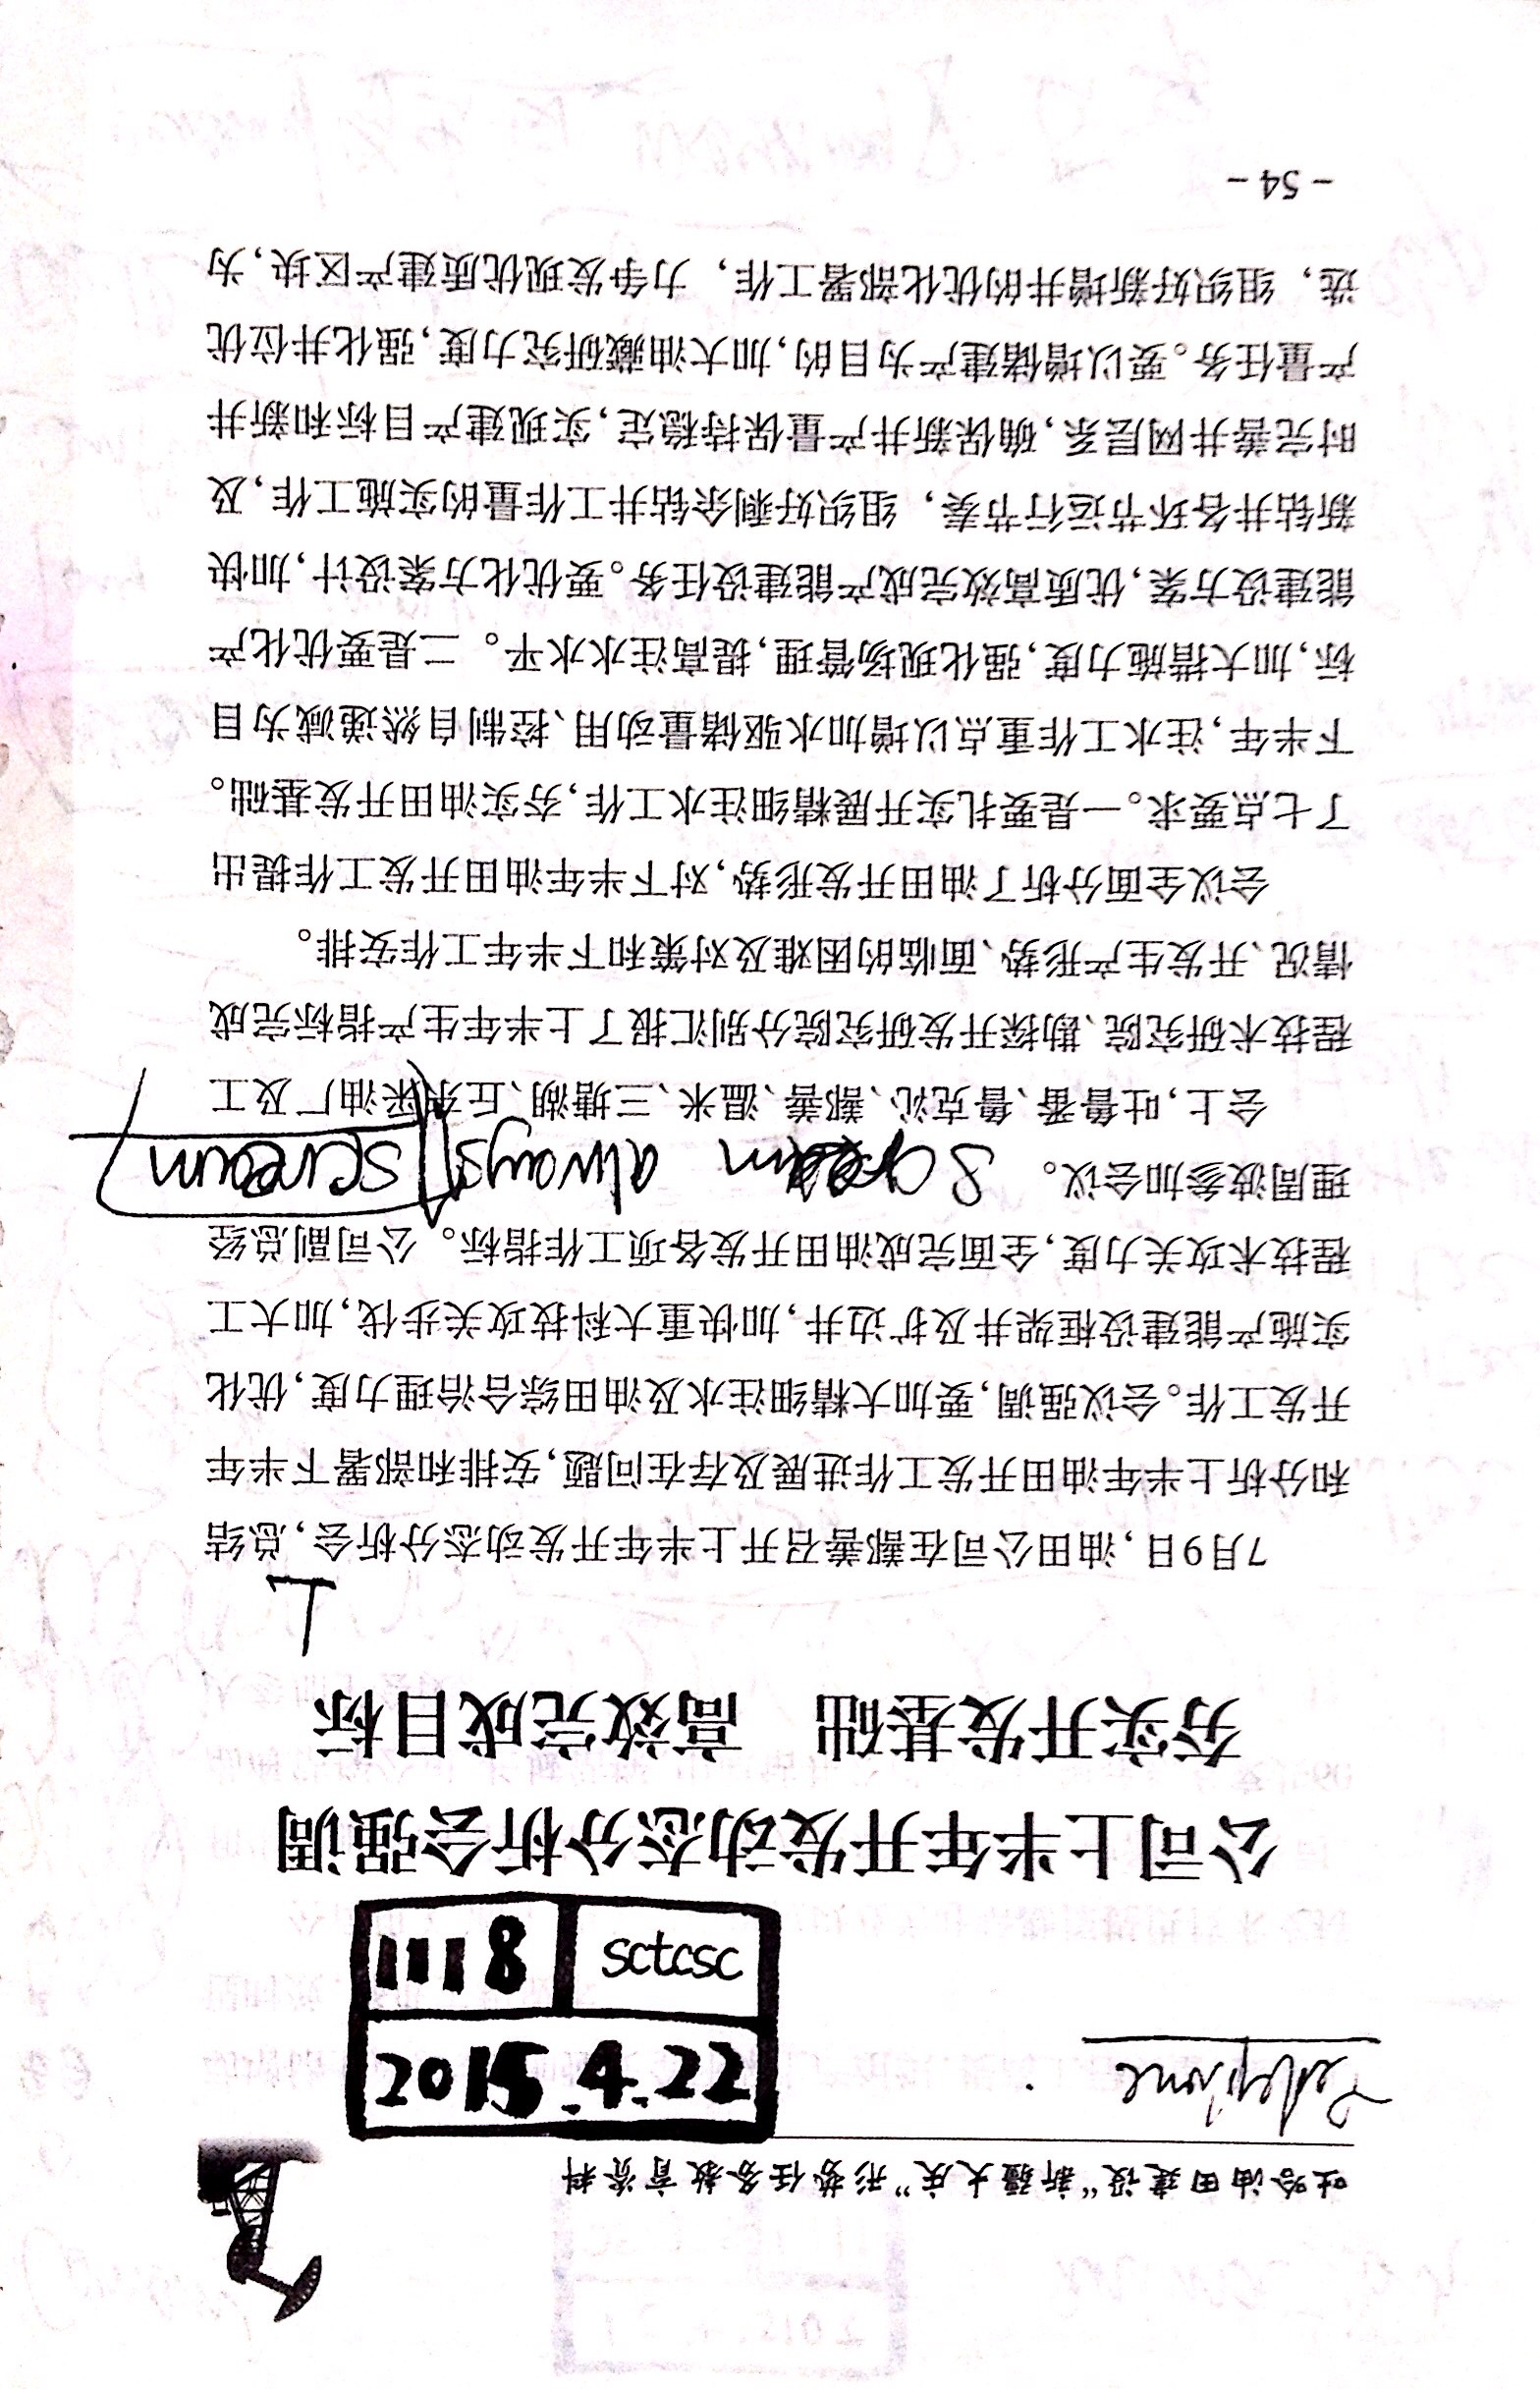 吐哈油田建设“新疆大庆”形势任务教育资料
2015.4.22
1118 sctcsc
公司上半年开发动态分析会强调
夯实开发基础 高效完成目标
7月9日,油田公司在鄯善召开上半年开发动态分析会,总结
和分析上半年油田开发工作进展及存在问题,安排和部署下半年
开发工作。会议强调,要加大精细注水及油田综合治理力度,优化
实施产能建设框架井及扩边井,加快重大科技攻关步伐,加大工
程技术攻关力度,全面完成油田开发各项工作指标。公司副总经
理周波参加会议。
always scream
会上,吐鲁番、鲁克沁、鄯善、温米、三塘湖、丘东采油厂及工
程技术研究院、勘探开发研究院分别汇报了上半年生产指标完成
情况、开发生产形势、面临的困难及对策和下半年工作安排。
会议全面分析了油田开发形势,对下半年油田开发工作提出
了七点要求。一是要扎实开展精细注水工作,夯实油田开发基础。
下半年,注水工作重点以增加水驱储量动用、控制自然递减为目
标,加大措施力度,强化现场管理,提高注水水平。二是要优化产
能建设方案,优质高效完成产能建设任务。要优化方案设计,加快
新钻井各环节运行节奏，组织好剩余钻井工作量的实施工作,及
时完善井网层系,确保新井产量保持稳定,实现建产目标和新井
产量任务。要以增储建产为目的,加大油藏研究力度,强化井位优
选，组织好新增井的优化部署工作，力争发现优质建产区块,为
- 54 -